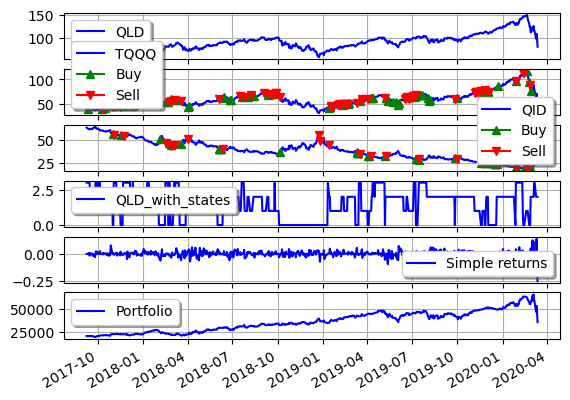 150
100
QLD
TQQQ
Buy
Sell
100
50
QID
Buy
Sell
50
25
2.5
0.0
QLD_with_states
0.00
-0.25
Simple returns
50000
25000
Portfolio
2017-10
2018-01
2018-04
2018-07
2018-10
2019-01
2019-04
2019-07
2019-10
2020-01
2020-04